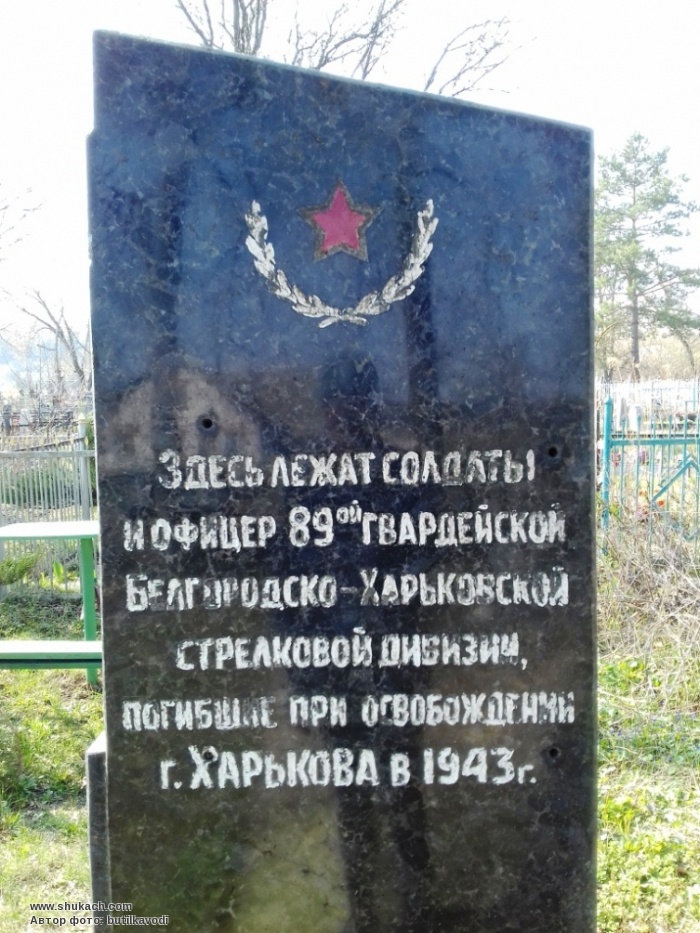 Здесь лежат солдаты
и офицер 89ой гвардейской
Белгородско-Харьковской
стрелковой дивизии,
погибшие при освобождении
г. Харькова в 1943г.
www.shukach.com
Автор фото: butilkavodi